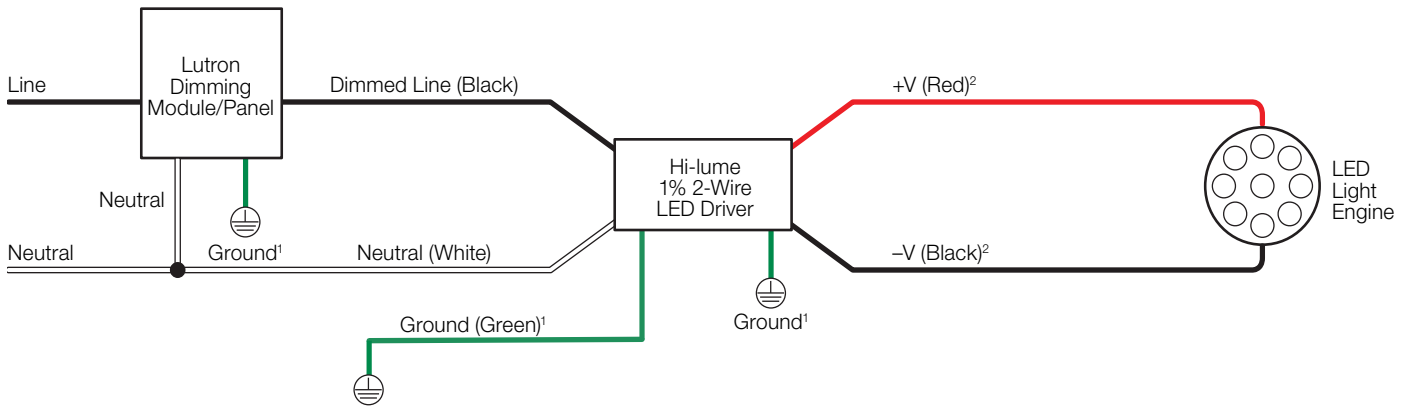 Line
Lutron
Dimming
Module/Panel
Dimmed Line (Black)
Neutral
Ground¹
Neutral
Neutral (White)
Ground (Green)¹
Hi-lume
1% 2-Wire
LED Driver
Ground¹
+V (Red)²
–V (Black)²
LED
Light
Engine